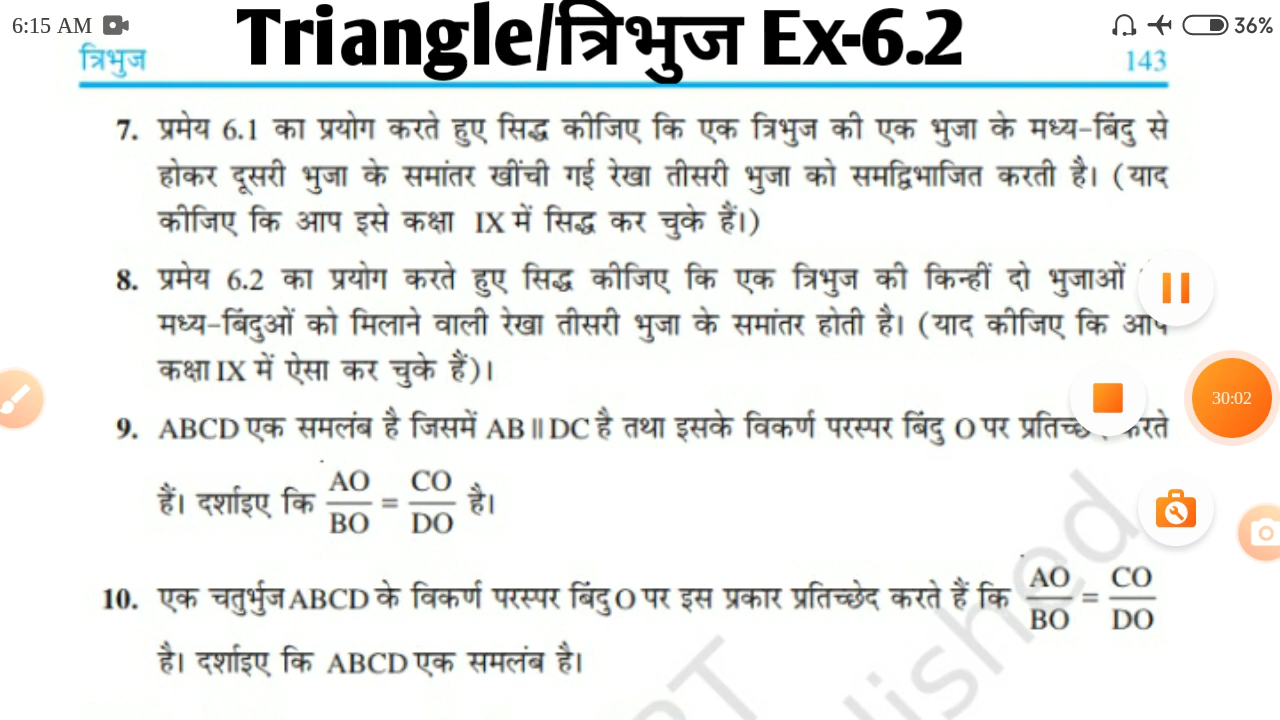 6:15 AM
Triangle/त्रिभुज Ex-6.2
36%
त्रिभुज
143
7. प्रमेय 6.1 का प्रयोग करते हुए सिद्ध कीजिए कि एक त्रिभुज की एक भुजा के मध्य-बिंदु से
होकर दूसरी भुजा के समांतर खींची गई रेखा तीसरी भुजा को समद्विभाजित करती है। (याद
कीजिए कि आप इसे कक्षा IX में सिद्ध कर चुके हैं।)
8. प्रमेय 6.2 का प्रयोग करते हुए सिद्ध कीजिए कि एक त्रिभुज की किन्हीं दो भुजाओं
मध्य-बिंदुओं को मिलाने वाली रेखा तीसरी भुजा के समांतर होती है। (याद कीजिए कि आप
कक्षा IX में ऐसा कर चुके हैं)।
9. ABCD एक समलंब है जिसमें AB || DC है तथा इसके विकर्ण परस्पर बिंदु O पर करते
हैं। दर्शाइए कि AO/BO = CO/DO है।
10. एक चतुर्भुज ABCD के विकर्ण परस्पर बिंदु O पर इस प्रकार प्रतिच्छेद करते हैं कि AO/BO = CO/DO
है। दर्शाइए कि ABCD एक समलंब है।
30:02